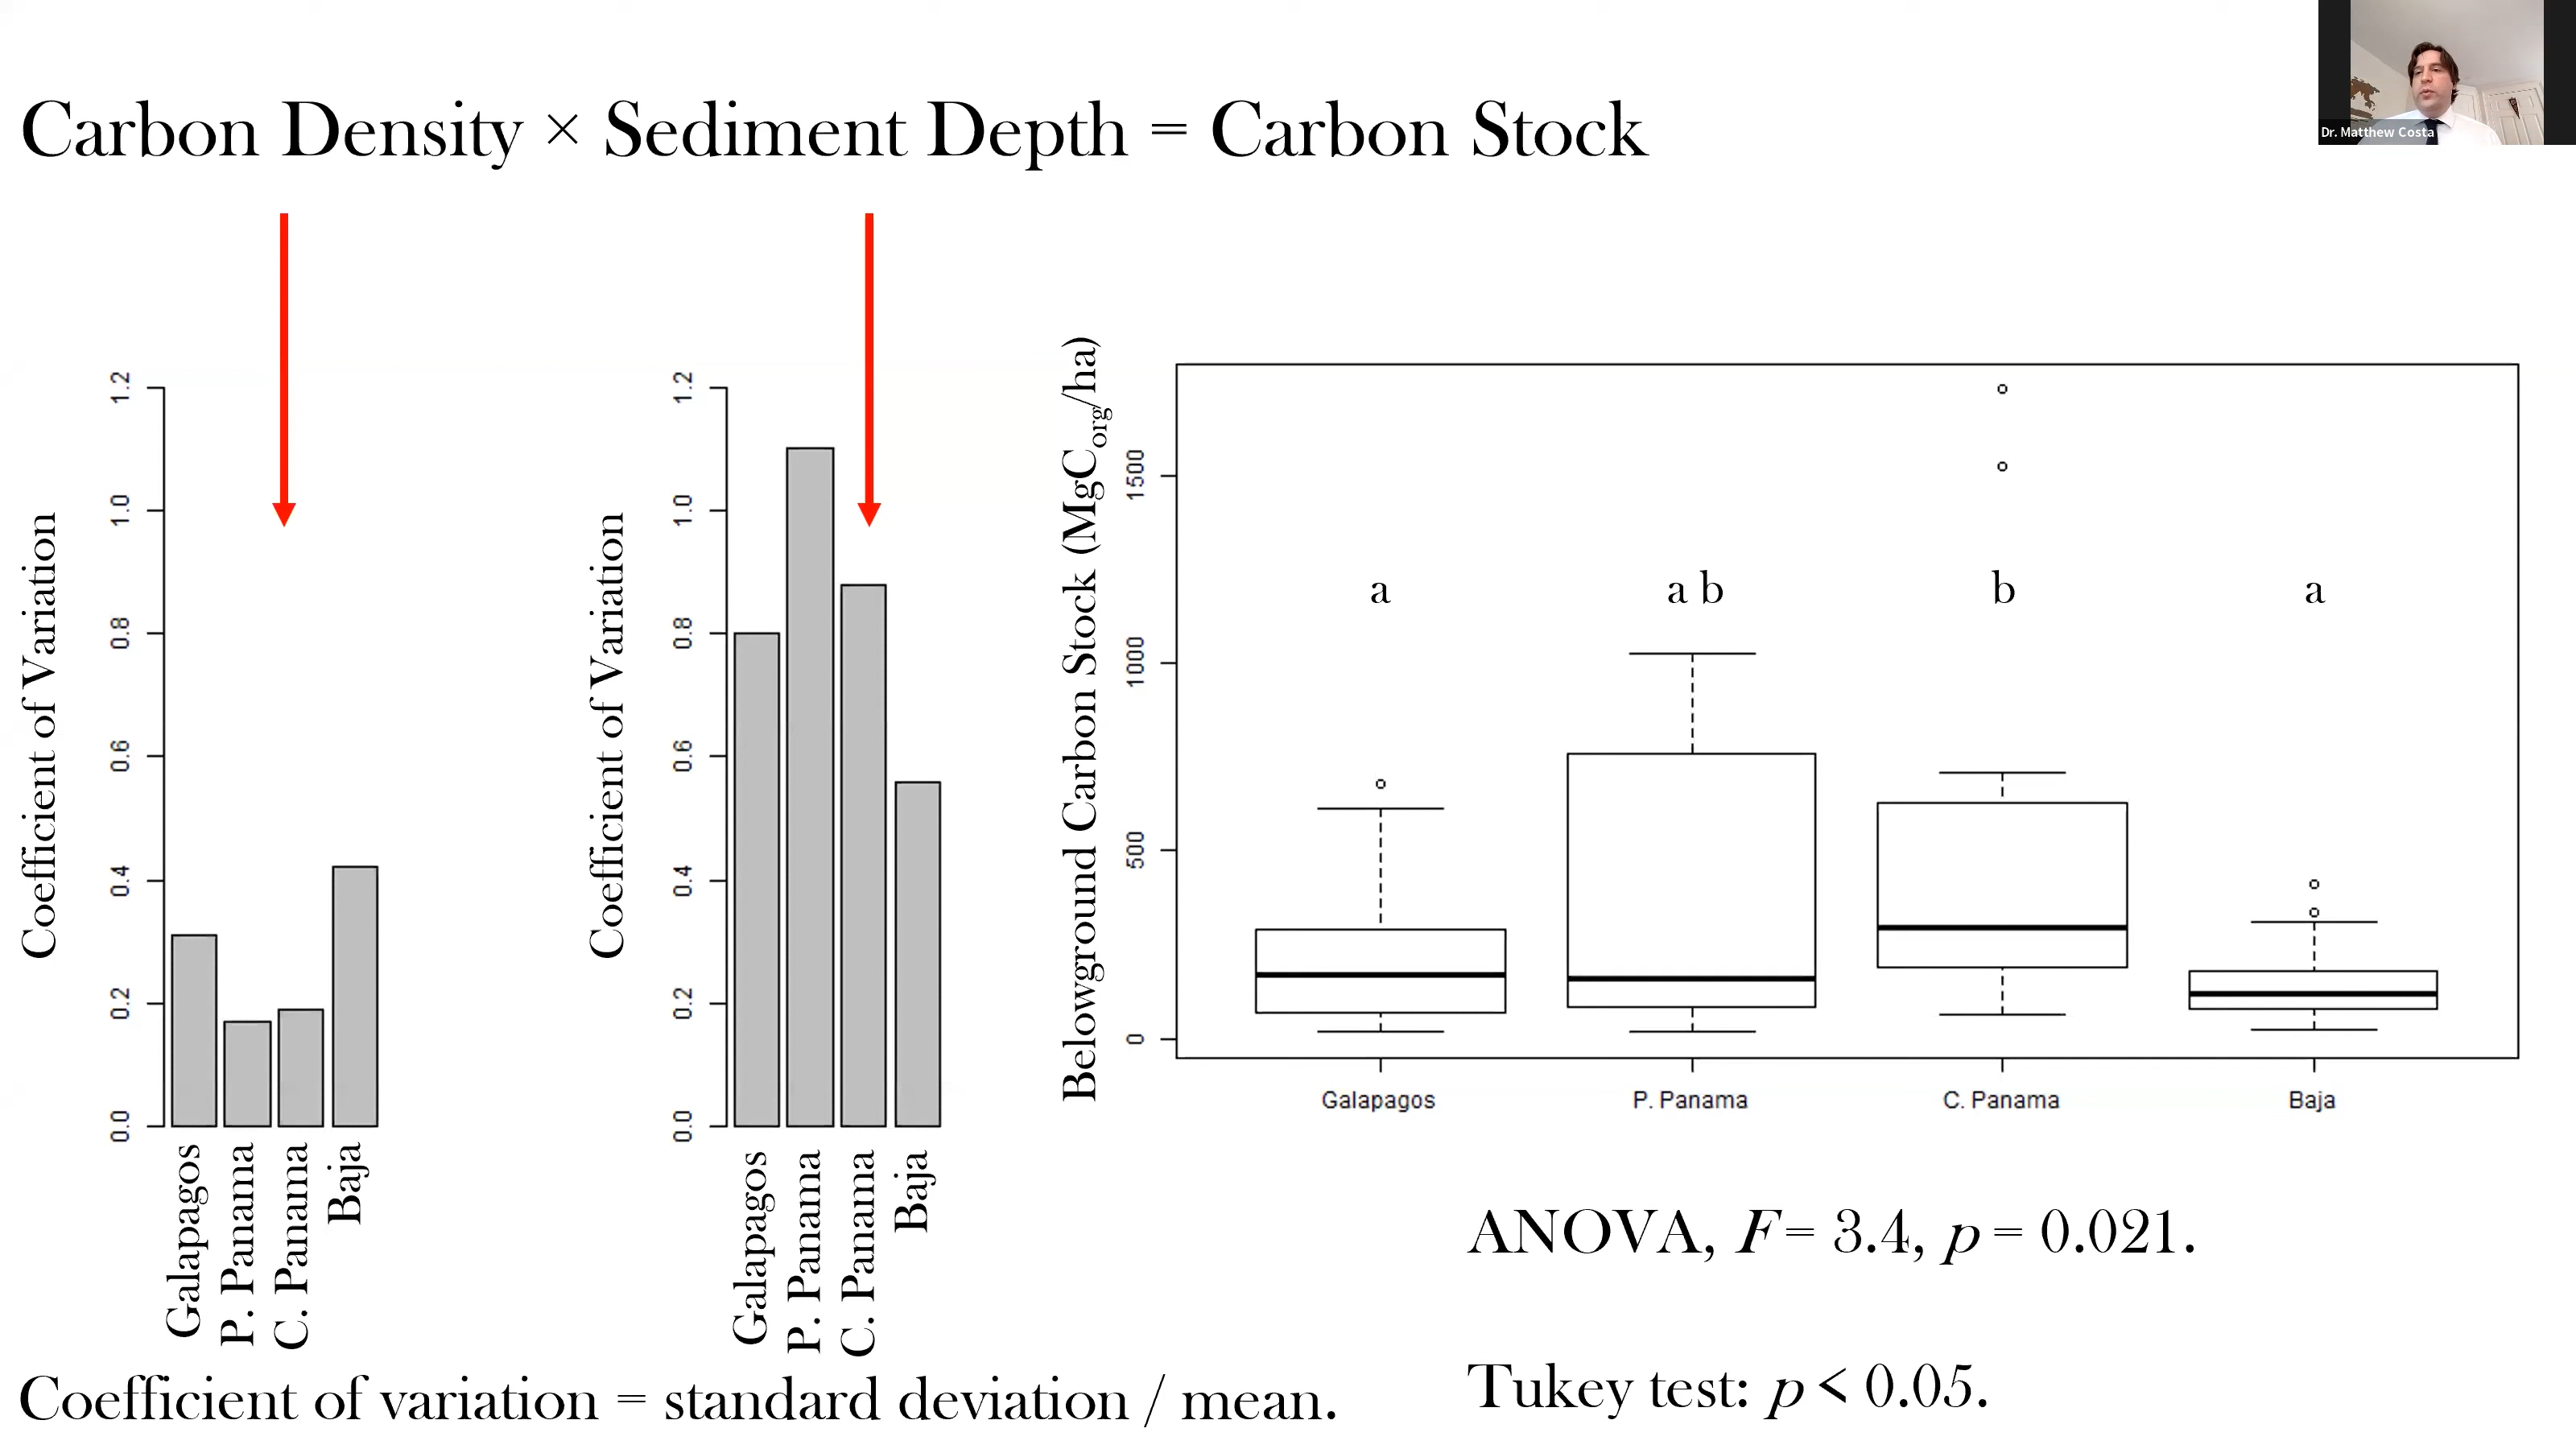 Dr. Matthew Costa
Carbon Density × Sediment Depth = Carbon Stock
Coefficient of Variation
1.2
1.0
0.8
0.6
0.4
0.2
0.0
Galapagos
P. Panama
C. Panama
Baja
Coefficient of Variation
1.2
1.0
0.8
0.6
0.4
0.2
0.0
Galapagos
P. Panama
C. Panama
Baja
Belowground Carbon Stock (MgCorg/ha)
1500
1000
500
0
a
a b
b
a
Galapagos
P. Panama
C. Panama
Baja
ANOVA, F = 3.4, p = 0.021.
Tukey test: p < 0.05.
Coefficient of variation = standard deviation / mean.